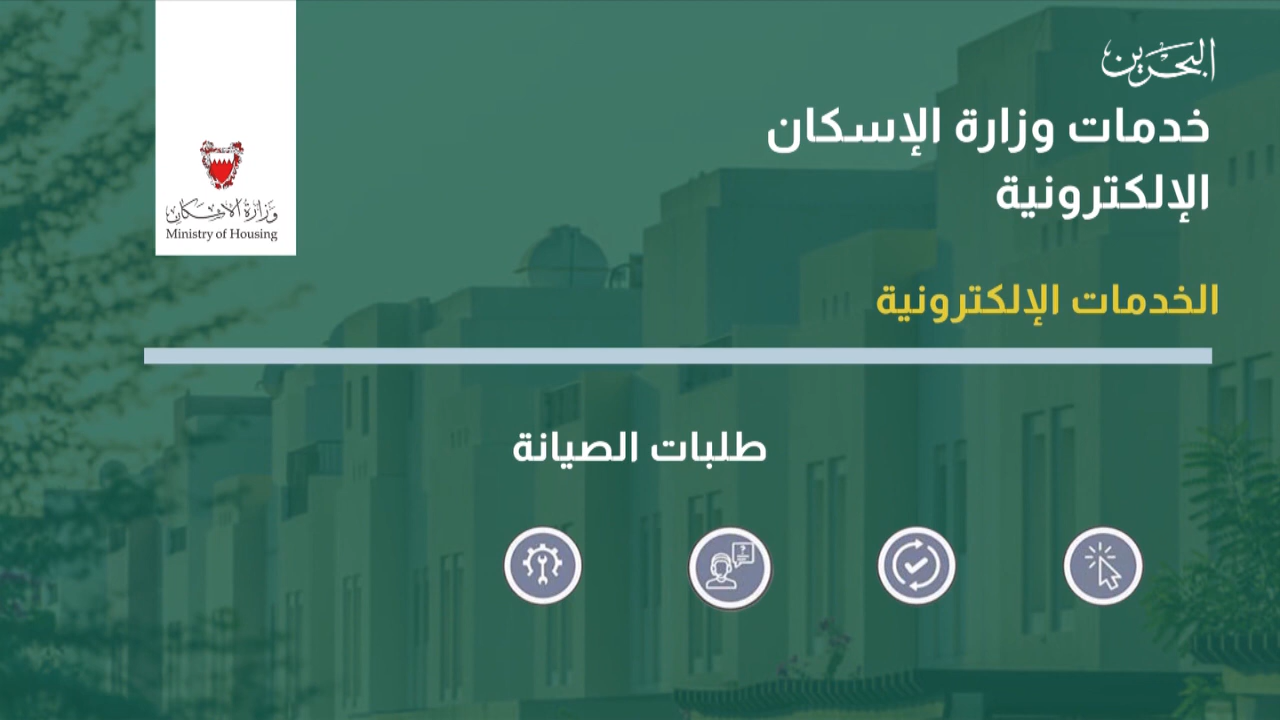 البحرين
خدمات وزارة الإسكان
الإلكترونية
وزارة الإسكان
Ministry of Housing
الخدمات الإلكترونية
طلبات الصيانة
?